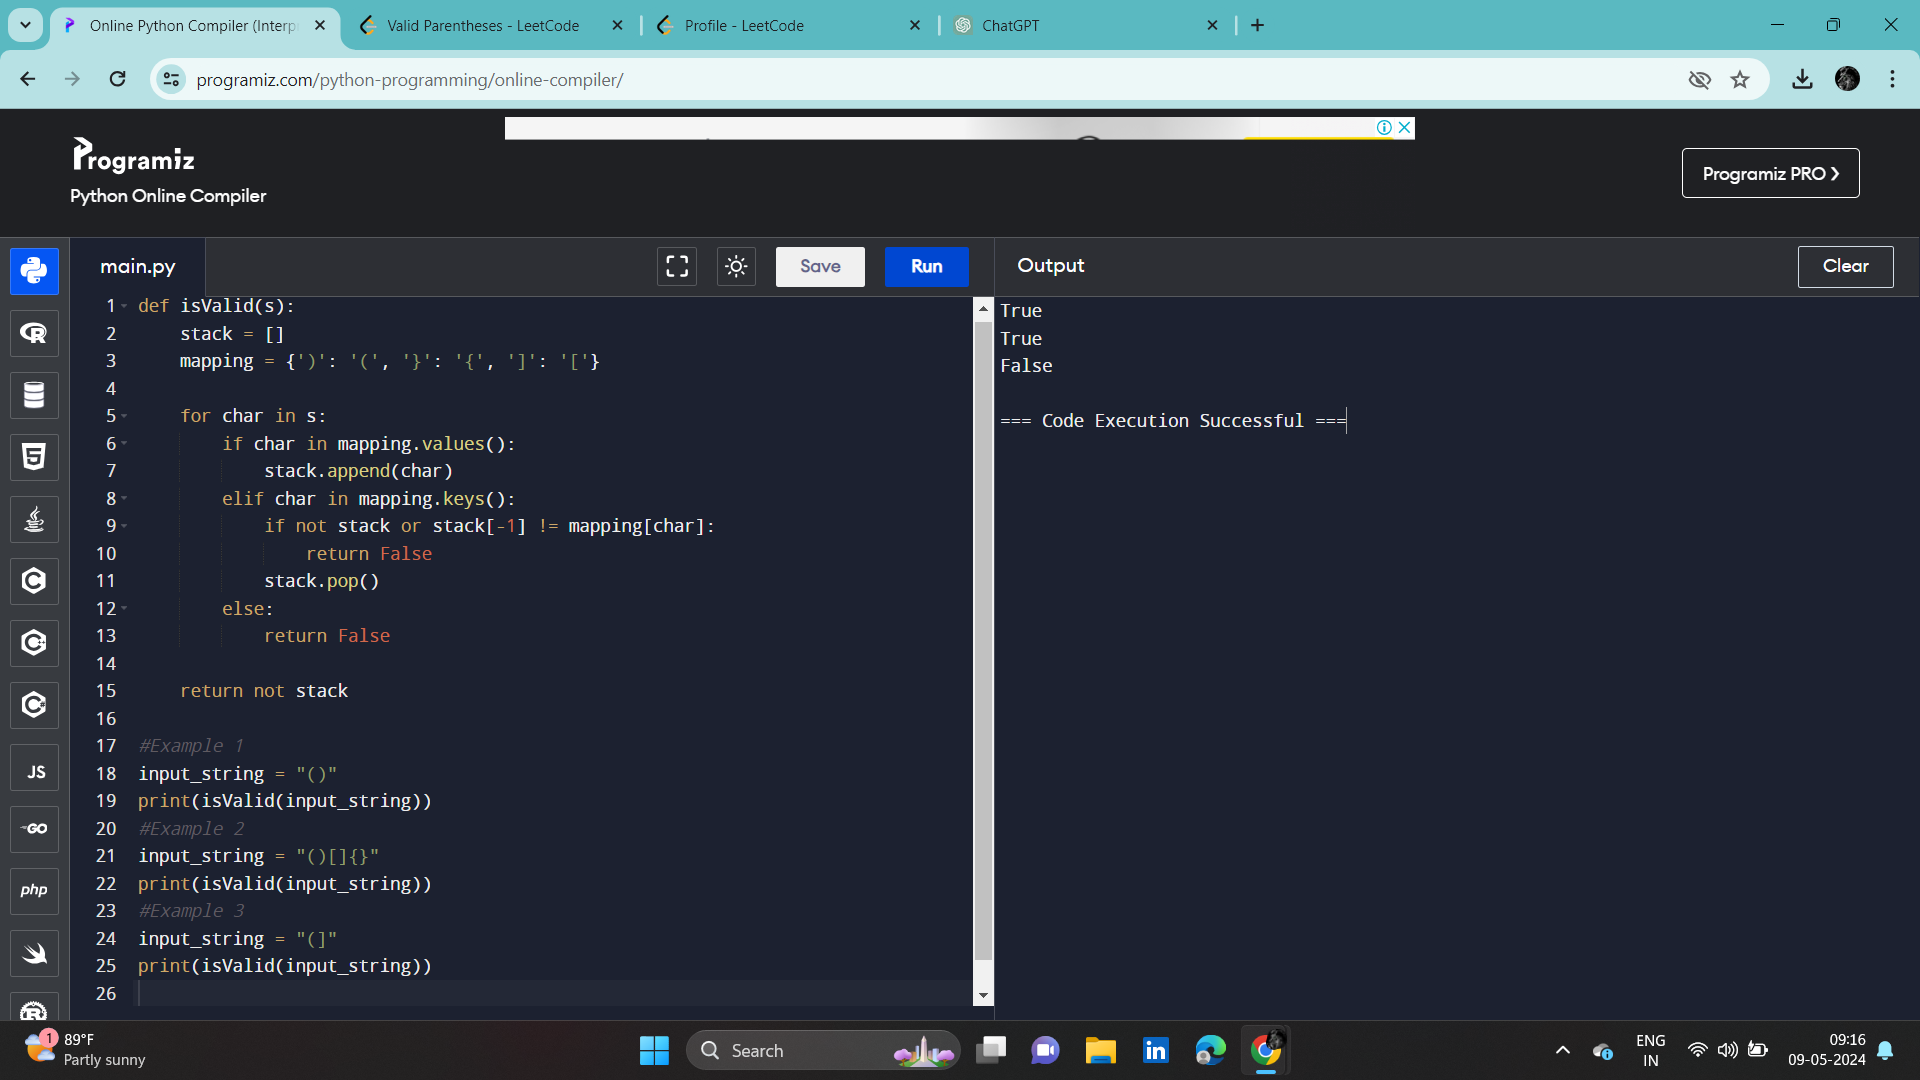 Online Python Compiler (Interp
Valid Parentheses - LeetCode
Profile - LeetCode
ChatGPT
programiz.com/python-programming/online-compiler/
Programiz
Python Online Compiler
Programiz PRO
main.py
Save
Run
Output
Clear
1 def isValid(s):
2     stack = []
3     mapping = {')': '(', '}': '{', ']': '['}
4
5     for char in s:
6         if char in mapping.values():
7             stack.append(char)
8         elif char in mapping.keys():
9             if not stack or stack[-1] != mapping[char]:
10                 return False
11             stack.pop()
12         else:
13             return False
14
15     return not stack
16
17 #Example 1
18 input_string = "()"
19 print(isValid(input_string))
20 #Example 2
21 input_string = "()[]{}"
22 print(isValid(input_string))
23 #Example 3
24 input_string = "(]"
25 print(isValid(input_string))
26
True
True
False
=== Code Execution Successful ===
JS
GO
php
1
89°F
Partly sunny
Search
in
ENG
IN
09:16
09-05-2024